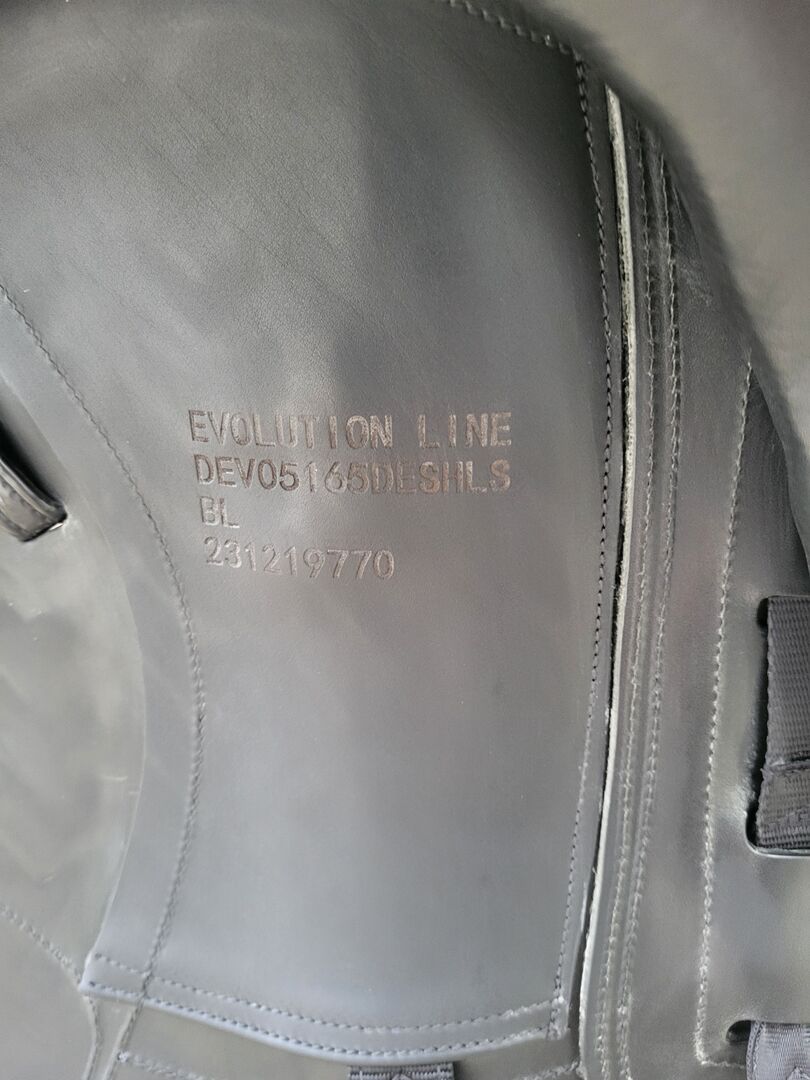 EVOLUTION LINE
DEV05165DESHLS
BL
231219770